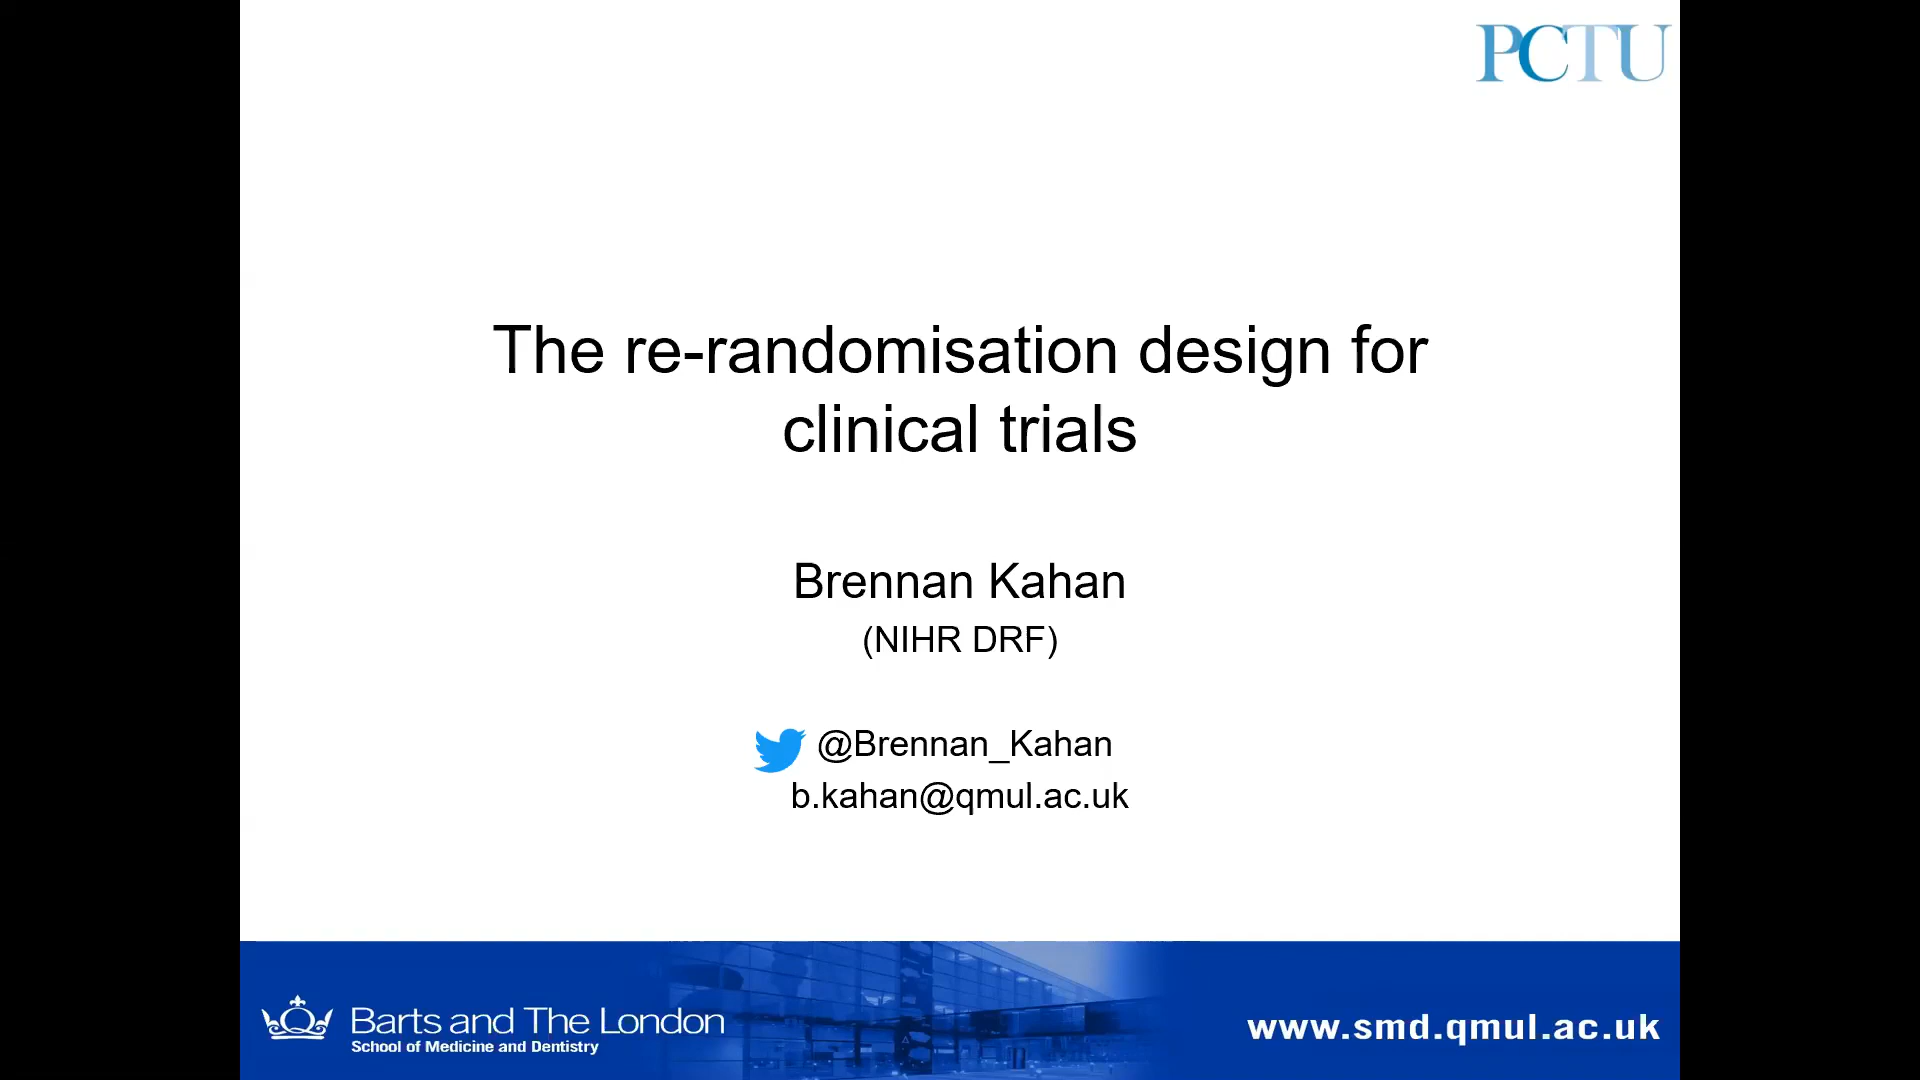 PCTU
The re-randomisation design for
clinical trials
Brennan Kahan
(NIHR DRF)
@Brennan_Kahan
b.kahan@qmul.ac.uk
Barts and The London
School of Medicine and Dentistry
www.smd.qmul.ac.uk